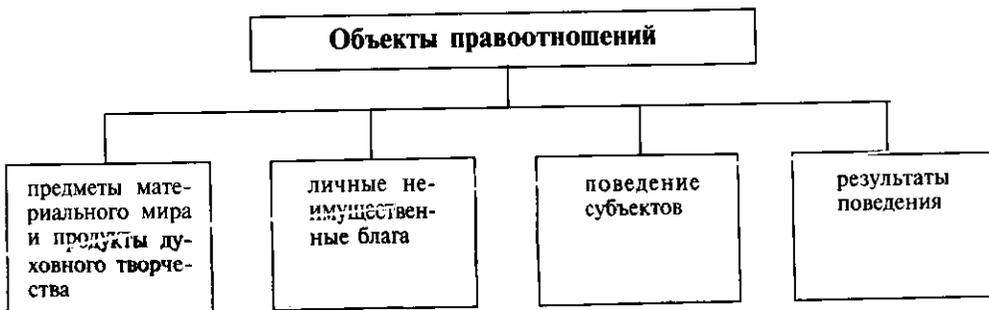 Объекты правоотношений
предметы мате-
риального мира
и продукты ду-
ховного творче-
ства
личные не-
имуществен-
ные блага
поведение
субъектов
результаты
поведения